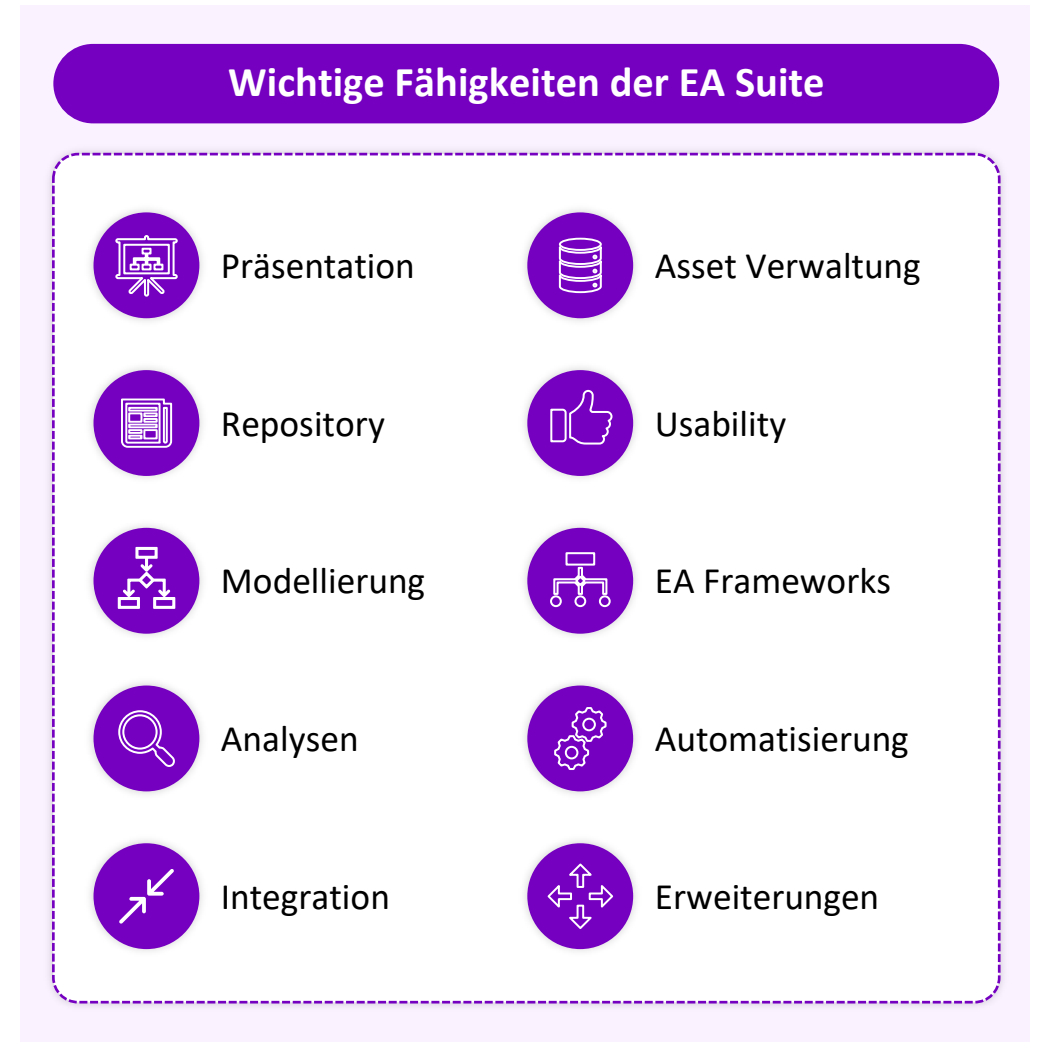 Wichtige Fähigkeiten der EA Suite
Präsentation
Asset Verwaltung
Repository
Usability
Modellierung
EA Frameworks
Analysen
Automatisierung
Integration
Erweiterungen